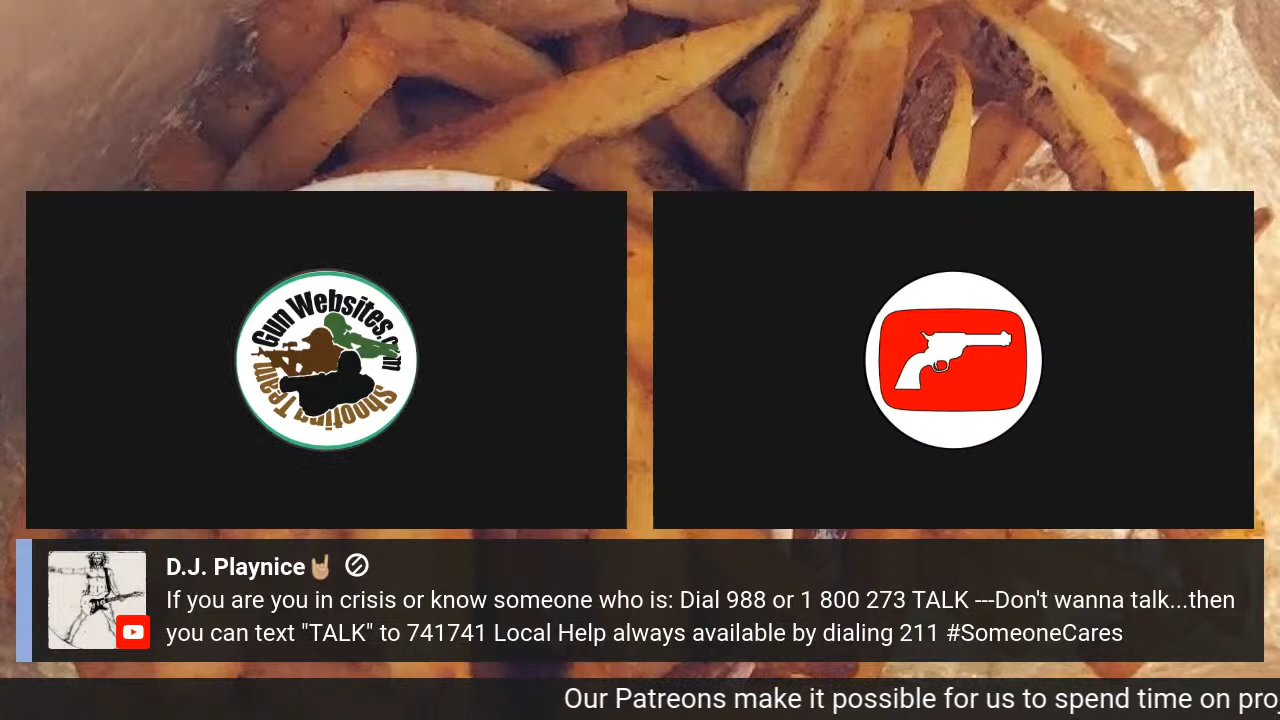 Gun Websites.com
Shooting Team
D.J. Playnice🤘🏼
If you are you in crisis or know someone who is: Dial 988 or 1 800 273 TALK ---Don't wanna talk...then
you can text "TALK" to 741741 Local Help always available by dialing 211 #SomeoneCares
Our Patreons make it possible for us to spend time on proj